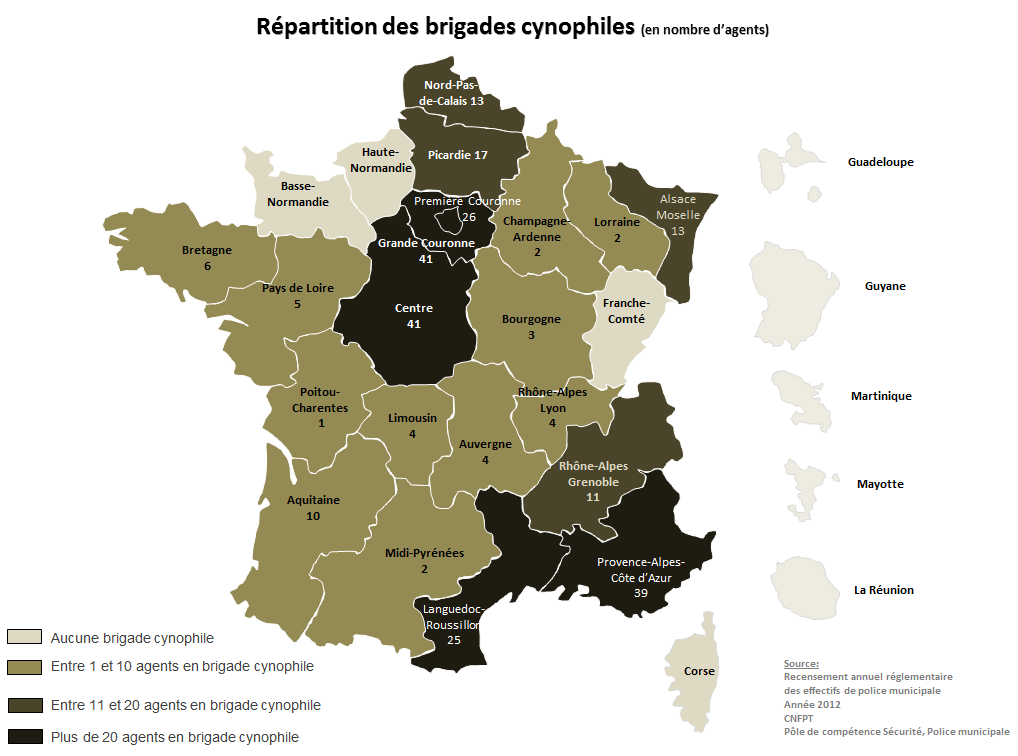 Répartition des brigades cynophiles (en nombre d'agents)
Nord-Pas-
de-Calais 13
Haute-
Normandie
Picardie 17
Basse-
Normandie
Première Couronne
26
Grande Couronne
41
Champagne-
Ardenne
2
Lorraine
2
Alsace
Moselle
13
Bretagne
6
Pays de Loire
5
Centre
41
Bourgogne
3
Franche-
Comté
Poitou-
Charentes
1
Limousin
4
Auvergne
4
Rhône-Alpes
Lyon
4
Rhône-Alpes
Grenoble
11
Aquitaine
10
Midi-Pyrénées
2
Languedoc-
Roussillon
25
Provence-Alpes-
Côte d'Azur
39
Corse
Guadeloupe
Guyane
Martinique
Mayotte
La Réunion
Aucune brigade cynophile
Entre 1 et 10 agents en brigade cynophile
Entre 11 et 20 agents en brigade cynophile
Plus de 20 agents en brigade cynophile
Source:
Recensement annuel réglementaire
des effectifs de police municipale
Année 2012
CNFPT
Pôle de compétence Sécurité, Police municipale